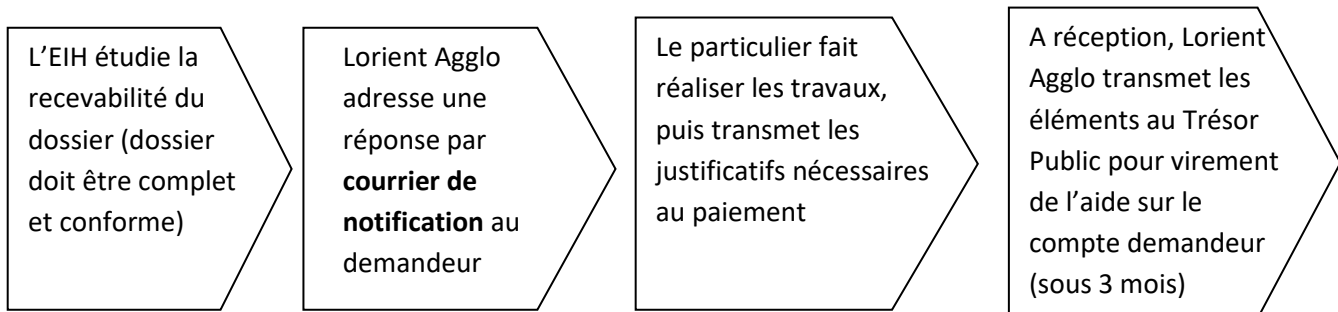 L’EIH étudie la
recevabilité du
dossier (dossier
doit être complet
et conforme)
Lorient Agglo
adresse une
réponse par
courrier de
notification au
demandeur
Le particulier fait
réaliser les travaux,
puis transmet les
justificatifs nécessaires
au paiement
A réception, Lorient
Agglo transmet les
éléments au Trésor
Public pour virement
de l’aide sur le
compte demandeur
(sous 3 mois)